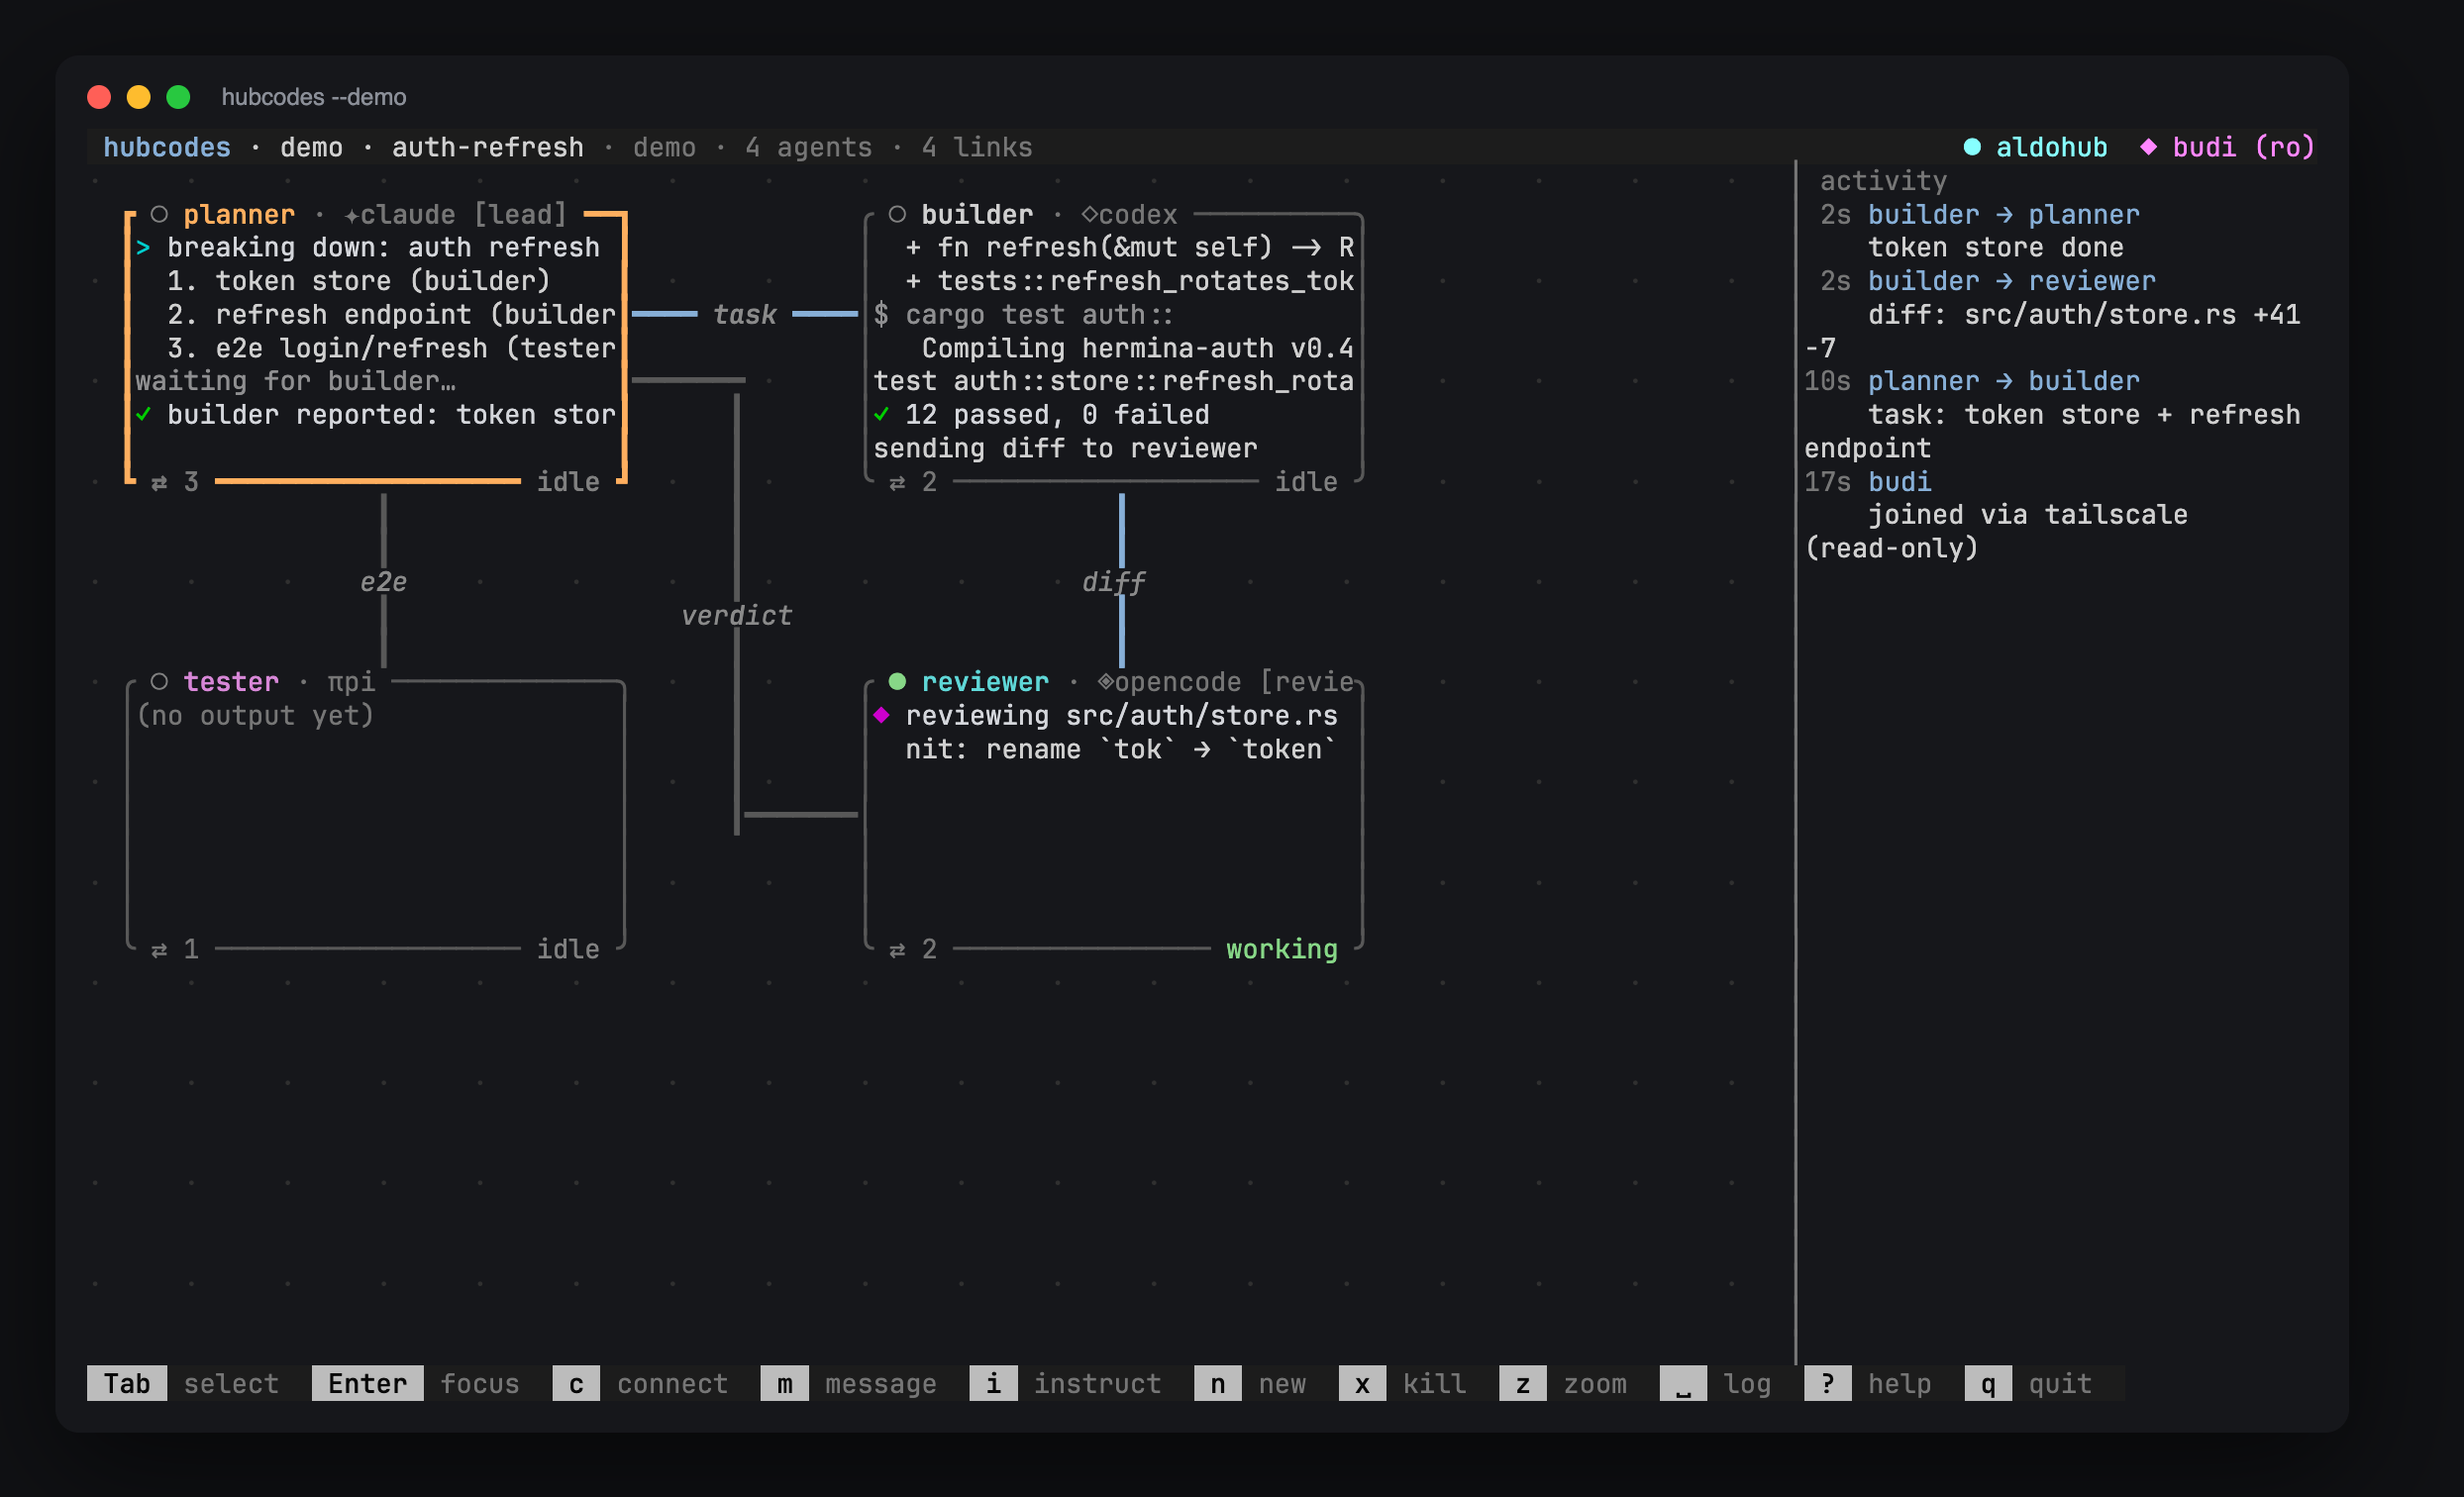 hubcodes --demo
hubcodes · demo · auth-refresh · demo · 4 agents · 4 links
● aldohub ◆ budi (ro)
○ planner · ✦claude [lead]
> breaking down: auth refresh
1. token store (builder)
2. refresh endpoint (builder
3. e2e login/refresh (tester
waiting for builder…
✓ builder reported: token stor
⇄ 3 idle
task
○ builder · ◇codex
+ fn refresh(&mut self) -> R
+ tests::refresh_rotates_tok
$ cargo test auth::
Compiling hermina-auth v0.4
test auth::store::refresh_rota
✓ 12 passed, 0 failed
sending diff to reviewer
⇄ 2 idle
e2e
verdict
diff
○ tester · πpi
(no output yet)
⇄ 1 idle
● reviewer · ◈opencode [revie
◆ reviewing src/auth/store.rs
nit: rename `tok` → `token`
⇄ 2 working
activity
2s builder → planner
token store done
2s builder → reviewer
diff: src/auth/store.rs +41
-7
10s planner → builder
task: token store + refresh
endpoint
17s budi
joined via tailscale
(read-only)
Tab select Enter focus c connect m message i instruct n new x kill z zoom ␣ log ? help q quit